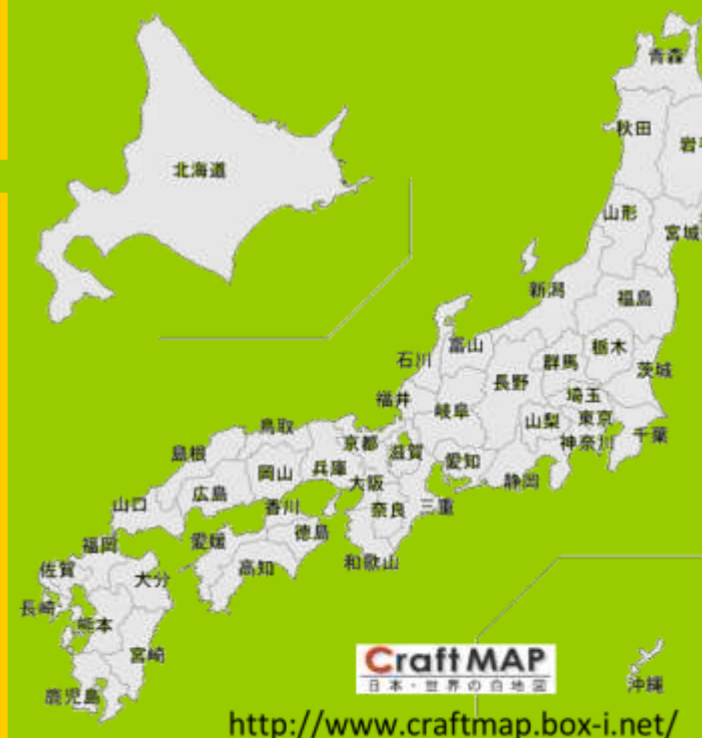 青森
秋田
岩
北海道
山形
宮城
新潟
福島
富山
石川
群馬
栃木
茨城
長野
福井
岐阜
埼玉
山梨
東京
鳥取
京都
滋賀
神奈川
千葉
島根
岡山
兵庫
愛知
静岡
大阪
広島
山口
香川
奈良
三重
徳島
福岡
愛媛
和歌山
佐賀
高知
大分
長崎
熊本
宮崎
鹿児島
沖縄
CraftMAP
日本・世界の白地図
http://www.craftmap.box-i.net/